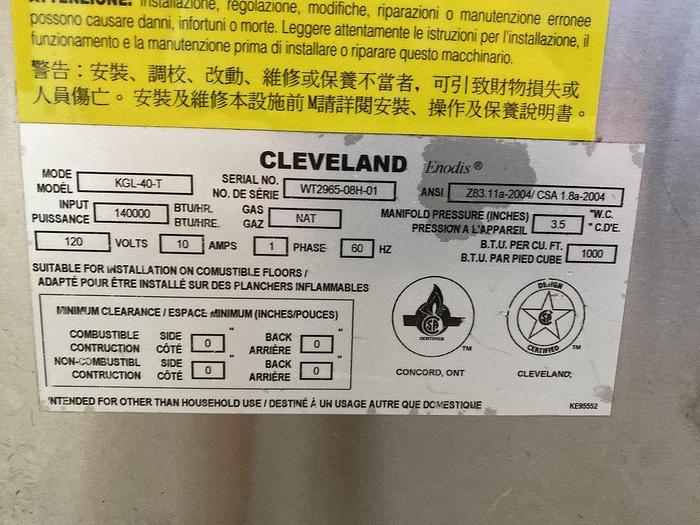 ATTENZIONE: Installazione, regolazione, modifiche, riparazioni o manutenzione erronee
possono causare danni, infortuni o morte. Leggere attentamente le istruzioni per l'installazione, il
funzionamento e la manutenzione prima di installare o riparare questo macchinario.
警告：安裝、調校、改動、維修或保養不當者，可引致財物損失或
人員傷亡。安裝及維修本設施前M請詳閱安裝、操作及保養說明書。
CLEVELAND Enodis®
MODE KGL-40-T SERIAL NO. WT2965-08H-01 ANSI Z83.11a-2004/ CSA 1.8a-2004
MODÈL NO. DE SÉRIE
INPUT 140000 BTU/HR. GAS NAT MANIFOLD PRESSURE (INCHES) 3.5 "W.C.
PUISSANCE BTU/HRE. GAZ PRESSION A L'APPAREIL " C.D'E.
120 VOLTS 10 AMPS 1 PHASE 60 HZ B.T.U. PER CU. FT. 1000
B.T.U. PAR PIED CUBE
SUITABLE FOR INSTALLATION ON COMUSTIBLE FLOORS /
ADAPTÉ POUR ÊTRE INSTALLÉ SUR DES PLANCHERS INFLAMMABLES
MINIMUM CLEARANCE / ESPACE MINIMUM (INCHES/POUCES)
COMBUSTIBLE SIDE 0 " BACK 0 "
CONTRUCTION CÔTÉ ARRIÈRE
NON-COMBUSTIBL SIDE 0 " BACK 0 "
CONTRUCTION CÔTÉ ARRIÈRE
CERTIFIED
TM
CONCORD, ONT
DESIGN
CERTIFIED
TM
CLEVELAND,
INTENDED FOR OTHER THAN HOUSEHOLD USE / DESTINÉ À UN USAGE AUTRE QUE DOMESTIQUE KE95552